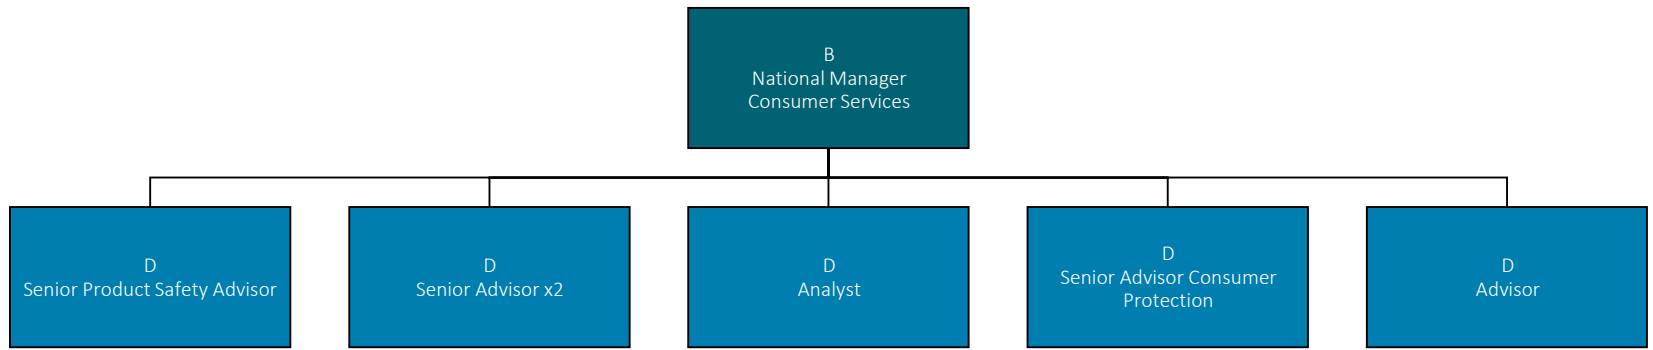 B
National Manager
Consumer Services
D
Senior Product Safety Advisor
D
Senior Advisor x2
D
Analyst
D
Senior Advisor Consumer
Protection
D
Advisor